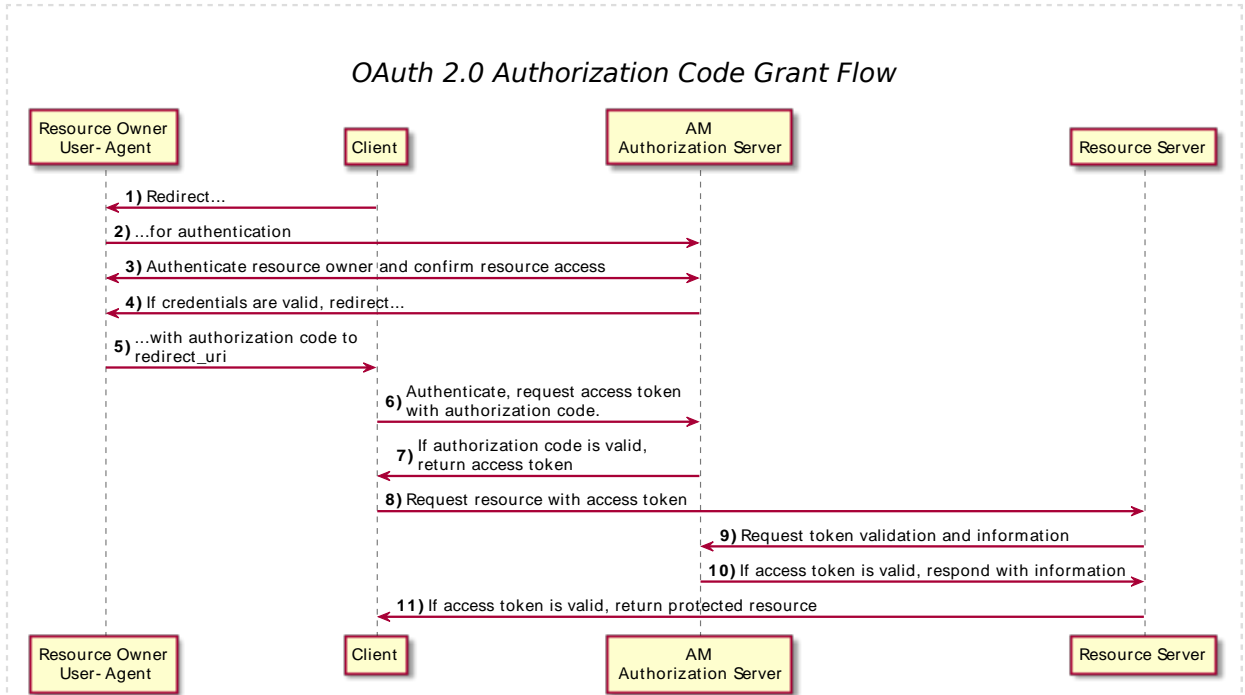 OAuth 2.0 Authorization Code Grant Flow
Resource Owner
User- Agent
Client
AM
Authorization Server
Resource Server
1) Redirect...
2) ...for authentication
3) Authenticate resource owner and confirm resource access
4) If credentials are valid, redirect...
5) ...with authorization code to
redirect_uri
6) Authenticate, request access token
with authorization code.
7) If authorization code is valid,
return access token
8) Request resource with access token
9) Request token validation and information
10) If access token is valid, respond with information
11) If access token is valid, return protected resource
Resource Owner
User- Agent
Client
AM
Authorization Server
Resource Server